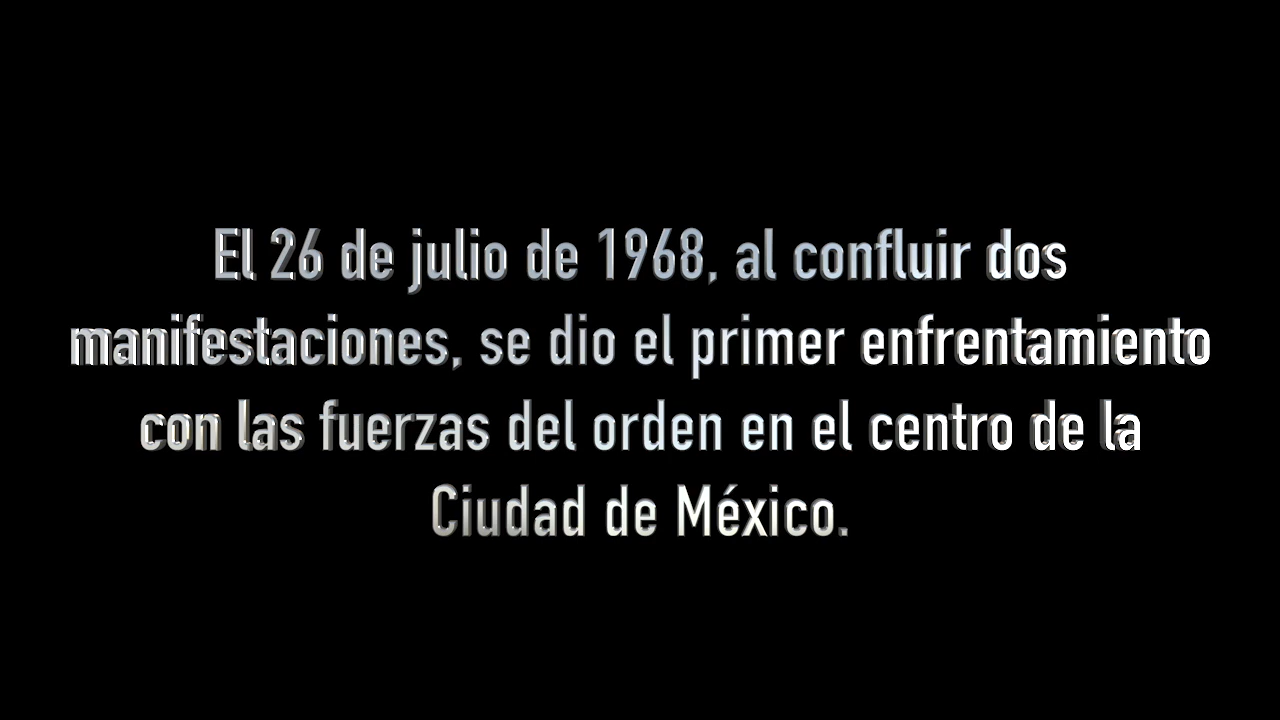 El 26 de julio de 1968, al confluir dos
manifestaciones, se dio el primer enfrentamiento
con las fuerzas del orden en el centro de la
Ciudad de México.